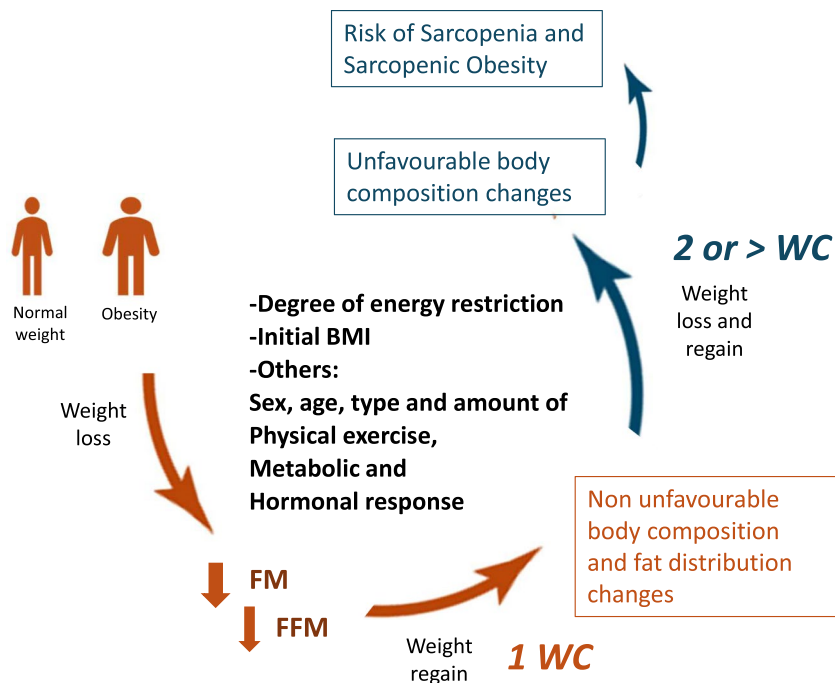 Risk of Sarcopenia and
Sarcopenic Obesity
Unfavourable body
composition changes
Normal
weight
Obesity
2 or > WC
Weight
loss and
regain
-Degree of energy restriction
-Initial BMI
-Others:
Sex, age, type and amount of
Physical exercise,
Metabolic and
Hormonal response
Weight
loss
Non unfavourable
body composition
and fat distribution
changes
FM
FFM
Weight
regain
1 WC